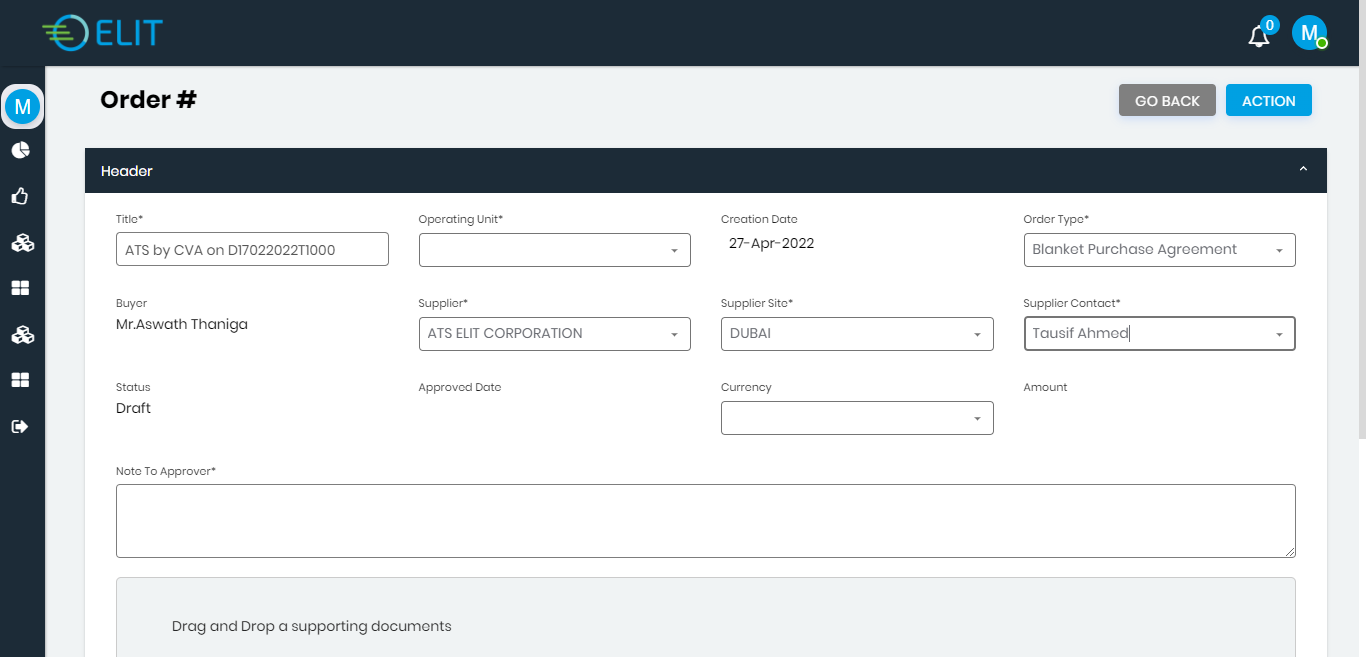 ELIT
0
M
M
Order #
GO BACK
ACTION
Header
Title*
Operating Unit*
Creation Date
Order Type*
ATS by CVA on D17022022T1000
27-Apr-2022
Blanket Purchase Agreement
Buyer
Supplier*
Supplier Site*
Supplier Contact*
Mr.Aswath Thaniga
ATS ELIT CORPORATION
DUBAI
Tausif Ahmed
Status
Approved Date
Currency
Amount
Draft
Note To Approver*
Drag and Drop a supporting documents